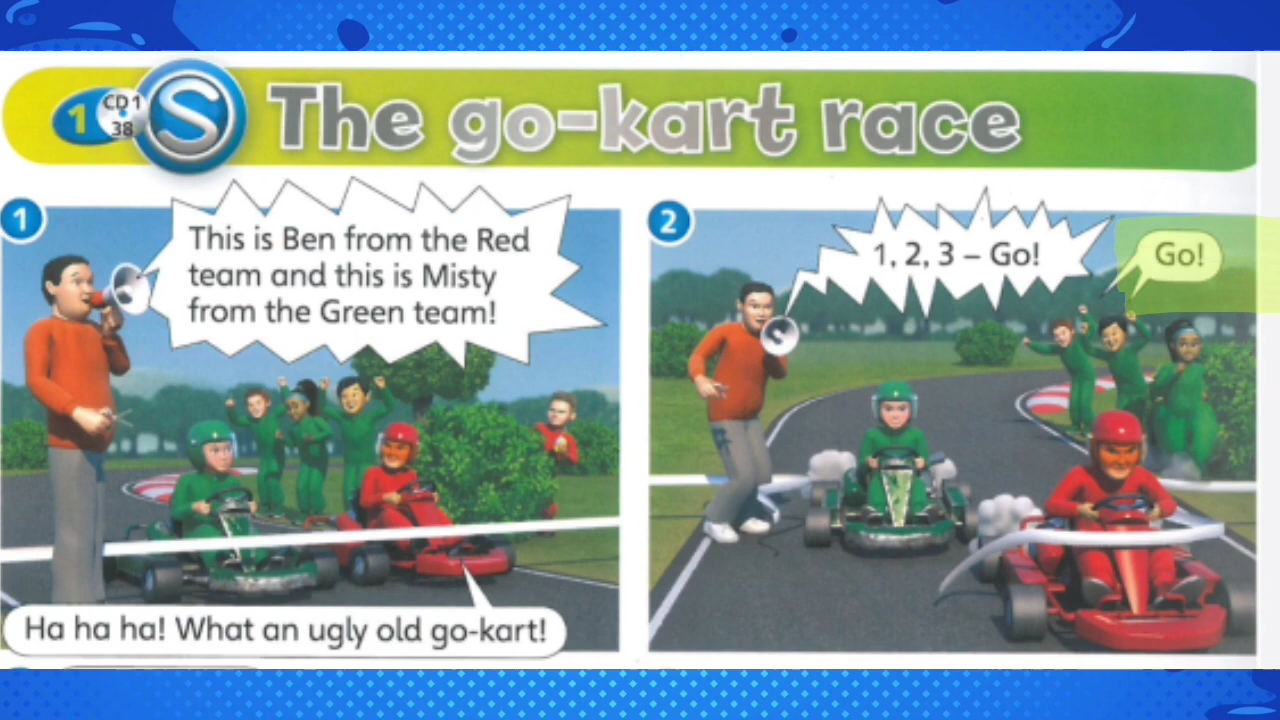 1
CD 1
38
S
The go-kart race
1
This is Ben from the Red
team and this is Misty
from the Green team!
Ha ha ha! What an ugly old go-kart!
2
1, 2, 3 – Go!
Go!